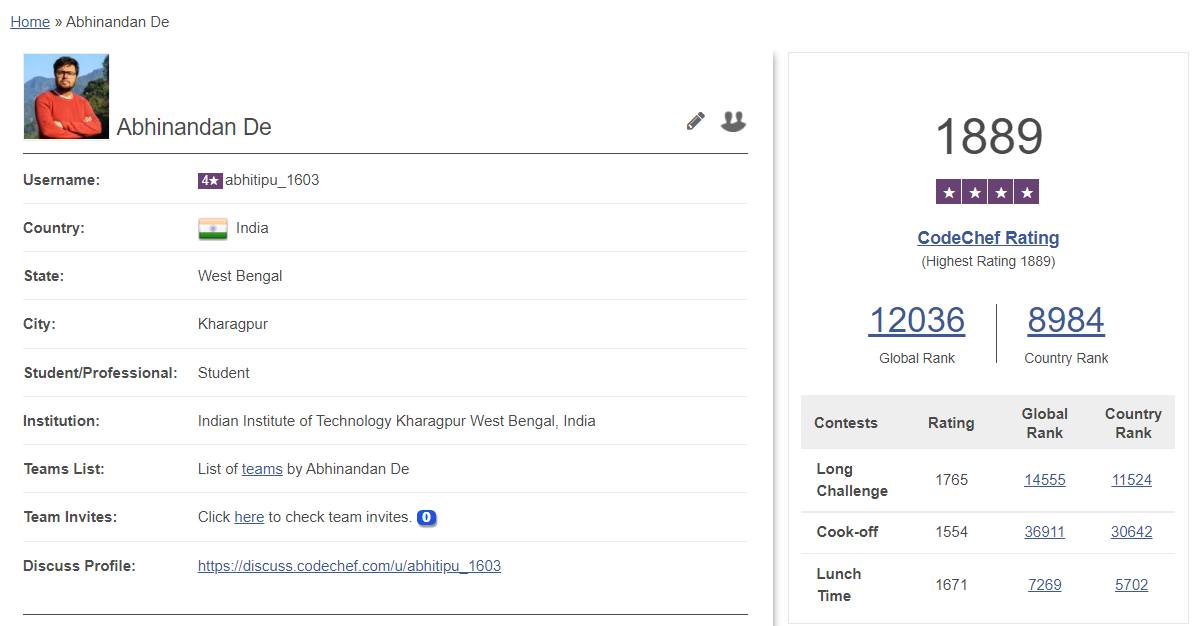 Home » Abhinandan De
Abhinandan De
Username: 4★ abhitipu_1603
Country: India
State: West Bengal
City: Kharagpur
Student/Professional: Student
Institution: Indian Institute of Technology Kharagpur West Bengal, India
Teams List: List of teams by Abhinandan De
Team Invites: Click here to check team invites. 0
Discuss Profile: https://discuss.codechef.com/u/abhitipu_1603
1889
★ ★ ★ ★
CodeChef Rating
(Highest Rating 1889)
12036 8984
Global Rank Country Rank
Contests Rating Global Rank Country Rank
Long Challenge 1765 14555 11524
Cook-off 1554 36911 30642
Lunch Time 1671 7269 5702